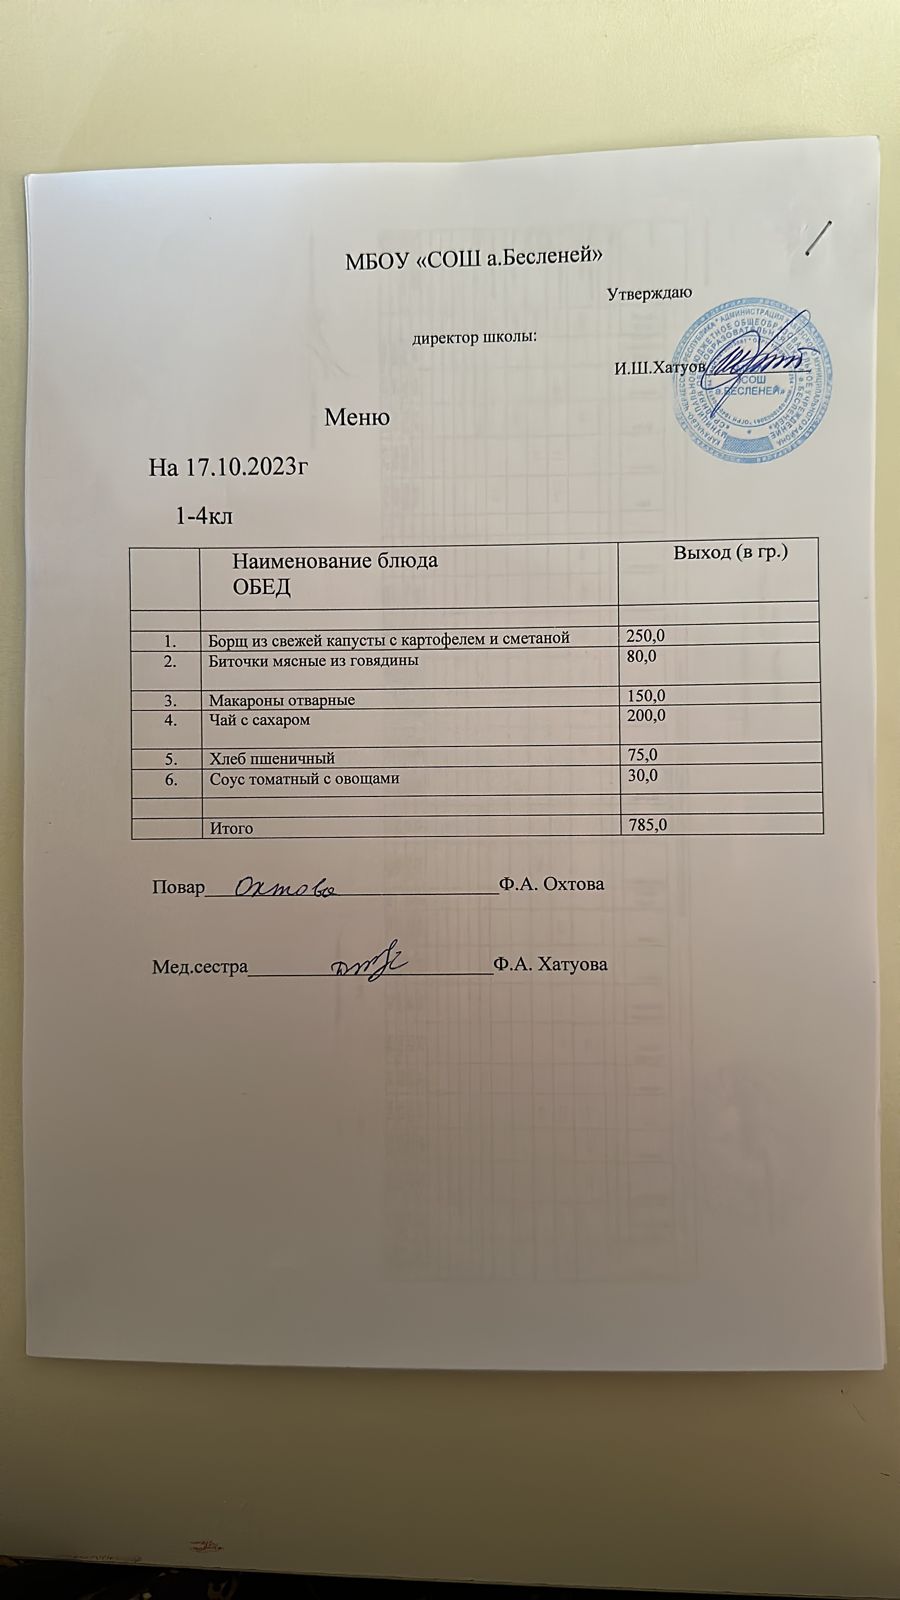 МБОУ «СОШ а.Бесленей»
Утверждаю
директор школы:
И.Ш.Хатуов
«СОШ
а.БЕСЛЕНЕЙ»
Меню
На 17.10.2023г
1-4кл
Наименование блюда Выход (в гр.)
ОБЕД
1. Борщ из свежей капусты с картофелем и сметаной 250,0
2. Биточки мясные из говядины 80,0
3. Макароны отварные 150,0
4. Чай с сахаром 200,0
5. Хлеб пшеничный 75,0
6. Соус томатный с овощами 30,0
Итого 785,0
Повар Охтова Ф.А. Охтова
Мед.сестра Ф.А. Хатуова